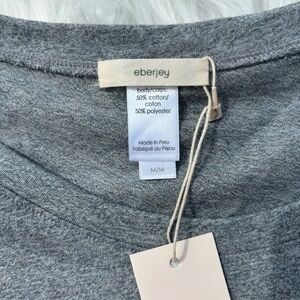 eberjey
body/corps:
50% cotton/
coton
50% polyester
Made in Peru
Fabriqué au Pérou
M/M